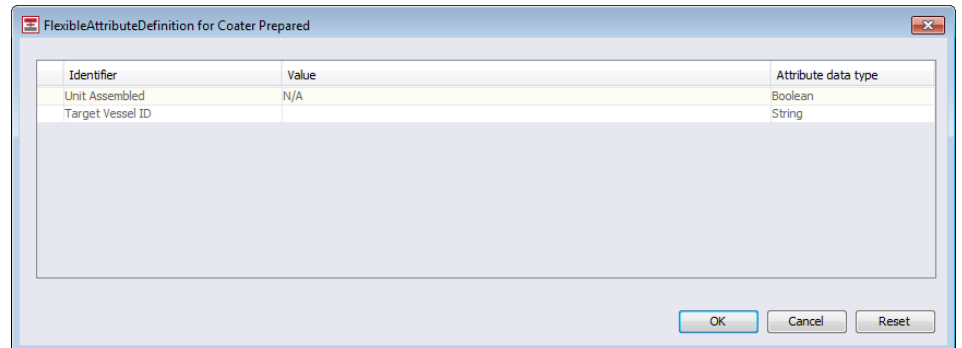 FlexibleAttributeDefinition for Coater Prepared
Identifier Value Attribute data type
Unit Assembled N/A Boolean
Target Vessel ID String
OK Cancel Reset